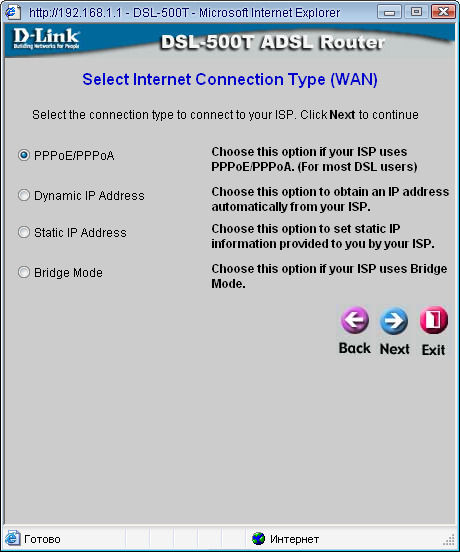 http://192.168.1.1 - DSL-500T - Microsoft Internet Explorer
D-Link
Building Networks for People
DSL-500T ADSL Router
Select Internet Connection Type (WAN)
Select the connection type to connect to your ISP. Click Next to continue
PPPoE/PPPoA
Choose this option if your ISP uses
PPPoE/PPPoA. (For most DSL users)
Dynamic IP Address
Choose this option to obtain an IP address
automatically from your ISP.
Static IP Address
Choose this option to set static IP
information provided to you by your ISP.
Bridge Mode
Choose this option if your ISP uses Bridge
Mode.
Back Next Exit
Готово
Интернет